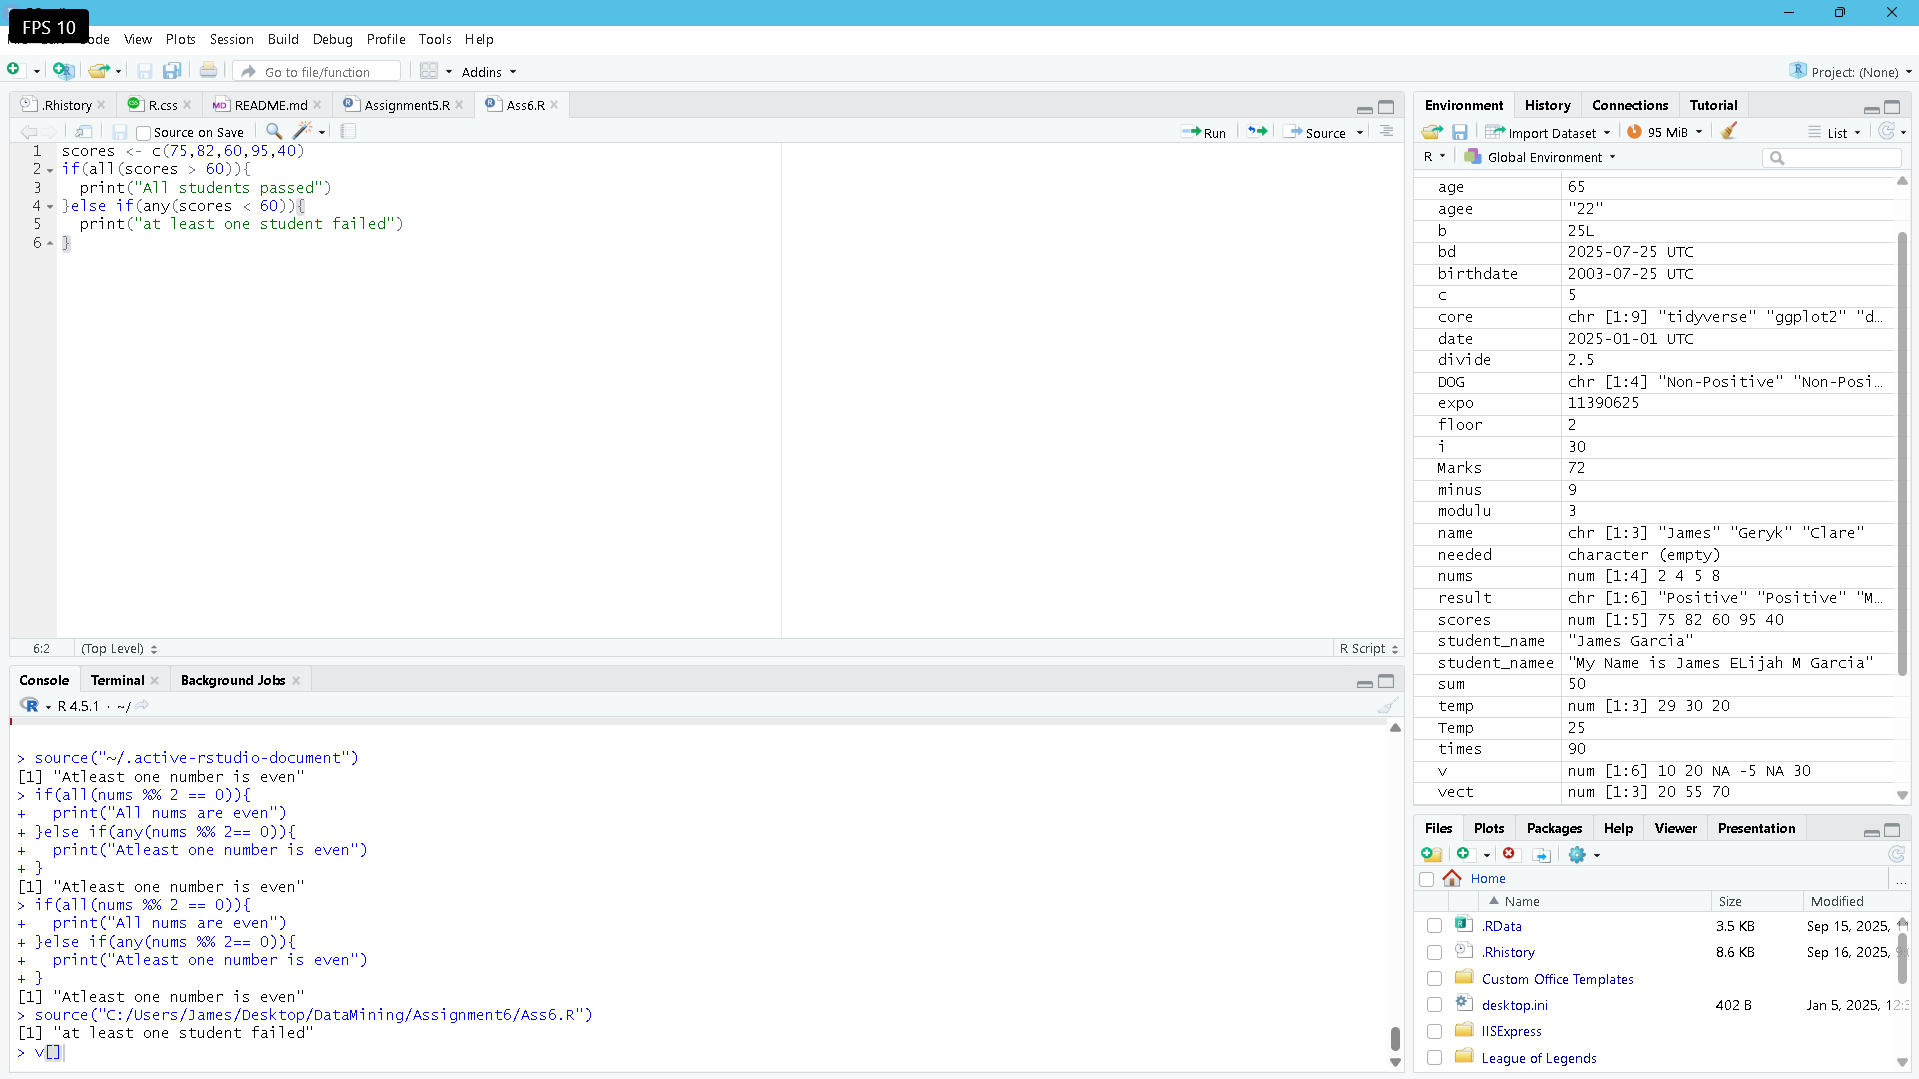 FPS 10
ode View Plots Session Build Debug Profile Tools Help
Go to file/function Addins Project: (None)
.Rhistory R.css README.md Assignment5.R Ass6.R
Source on Save Run Source
1 scores <- c(75,82,60,95,40)
2 if(all(scores > 60)){
3 print("All students passed")
4 }else if(any(scores < 60)){
5 print("at least one student failed")
6 }
6:2 (Top Level) R Script
Console Terminal Background Jobs
R 4.5.1 · ~/
> source("~/.active-rstudio-document")
[1] "Atleast one number is even"
> if(all(nums %% 2 == 0)){
+ print("All nums are even")
+ }else if(any(nums %% 2== 0)){
+ print("Atleast one number is even")
+ }
[1] "Atleast one number is even"
> if(all(nums %% 2 == 0)){
+ print("All nums are even")
+ }else if(any(nums %% 2== 0)){
+ print("Atleast one number is even")
+ }
[1] "Atleast one number is even"
> source("C:/Users/James/Desktop/DataMining/Assignment6/Ass6.R")
[1] "at least one student failed"
> v[]
Environment History Connections Tutorial
Import Dataset 95 MiB List
R Global Environment
age 65
agee "22"
b 25L
bd 2025-07-25 UTC
birthdate 2003-07-25 UTC
c 5
core chr [1:9] "tidyverse" "ggplot2" "d…
date 2025-01-01 UTC
divide 2.5
DOG chr [1:4] "Non-Positive" "Non-Posi…
expo 11390625
floor 2
i 30
Marks 72
minus 9
modulu 3
name chr [1:3] "James" "Geryk" "Clare"
needed character (empty)
nums num [1:4] 2 4 5 8
result chr [1:6] "Positive" "Positive" "M…
scores num [1:5] 75 82 60 95 40
student_name "James Garcia"
student_namee "My Name is James ELijah M Garcia"
sum 50
temp num [1:3] 29 30 20
Temp 25
times 90
v num [1:6] 10 20 NA -5 NA 30
vect num [1:3] 20 55 70
Files Plots Packages Help Viewer Presentation
Home ...
Name Size Modified
.RData 3.5 KB Sep 15, 2025,
.Rhistory 8.6 KB Sep 16, 2025,
Custom Office Templates
desktop.ini 402 B Jan 5, 2025, 12:
IISExpress
League of Legends